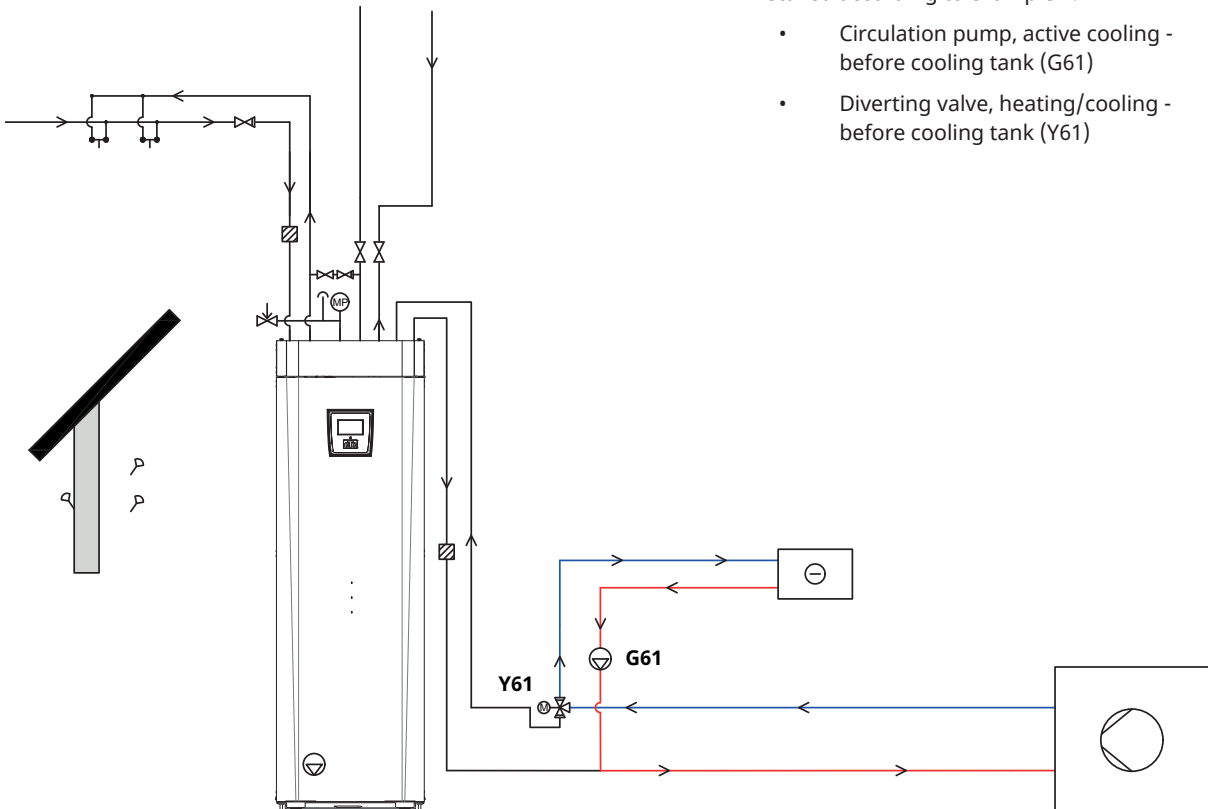 • Circulation pump, active cooling -
before cooling tank (G61)
• Diverting valve, heating/cooling -
before cooling tank (Y61)
MP
G61
Y61
M